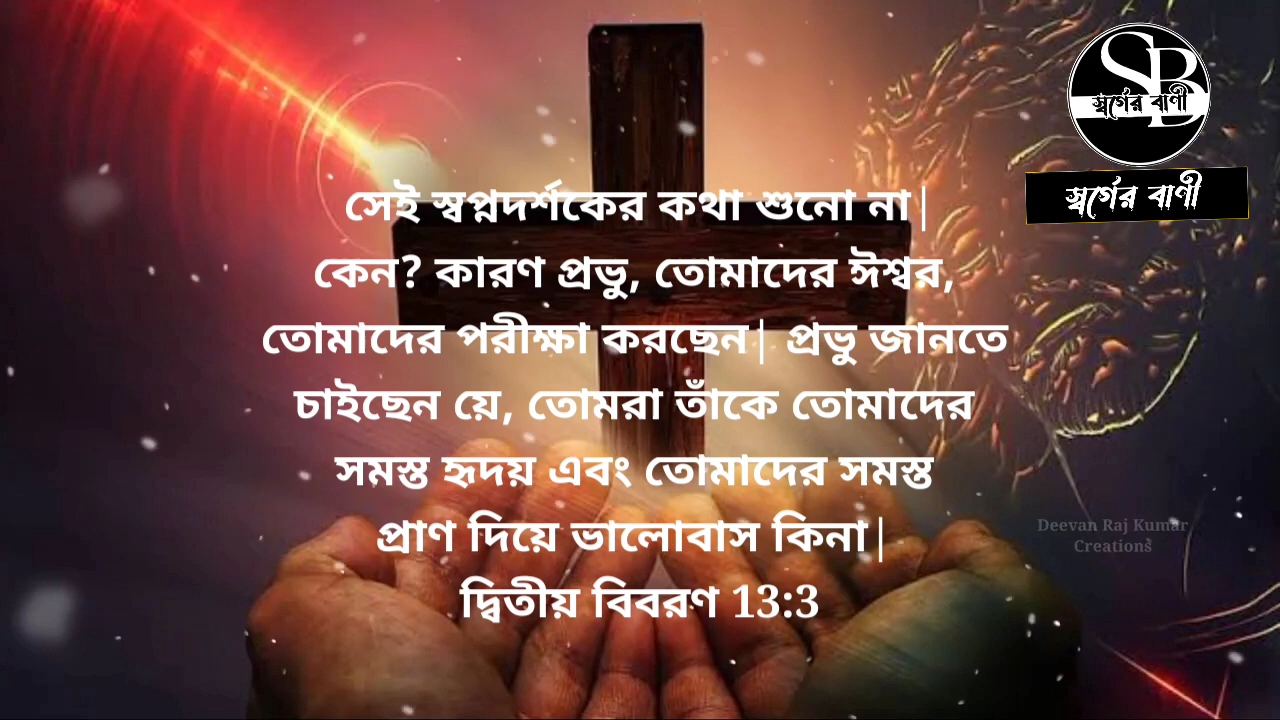 SB
স্বর্গের বাণী
স্বর্গের বাণী
সেই স্বপ্নদর্শকের কথা শুনো না|
কেন? কারণ প্রভু, তোমাদের ঈশ্বর,
তোমাদের পরীক্ষা করছেন| প্রভু জানতে
চাইছেন য়ে, তোমরা তাঁকে তোমাদের
সমস্ত হৃদয় এবং তোমাদের সমস্ত
প্রাণ দিয়ে ভালোবাস কিনা|
দ্বিতীয় বিবরণ 13:3
Deevan Raj Kumar
Creations